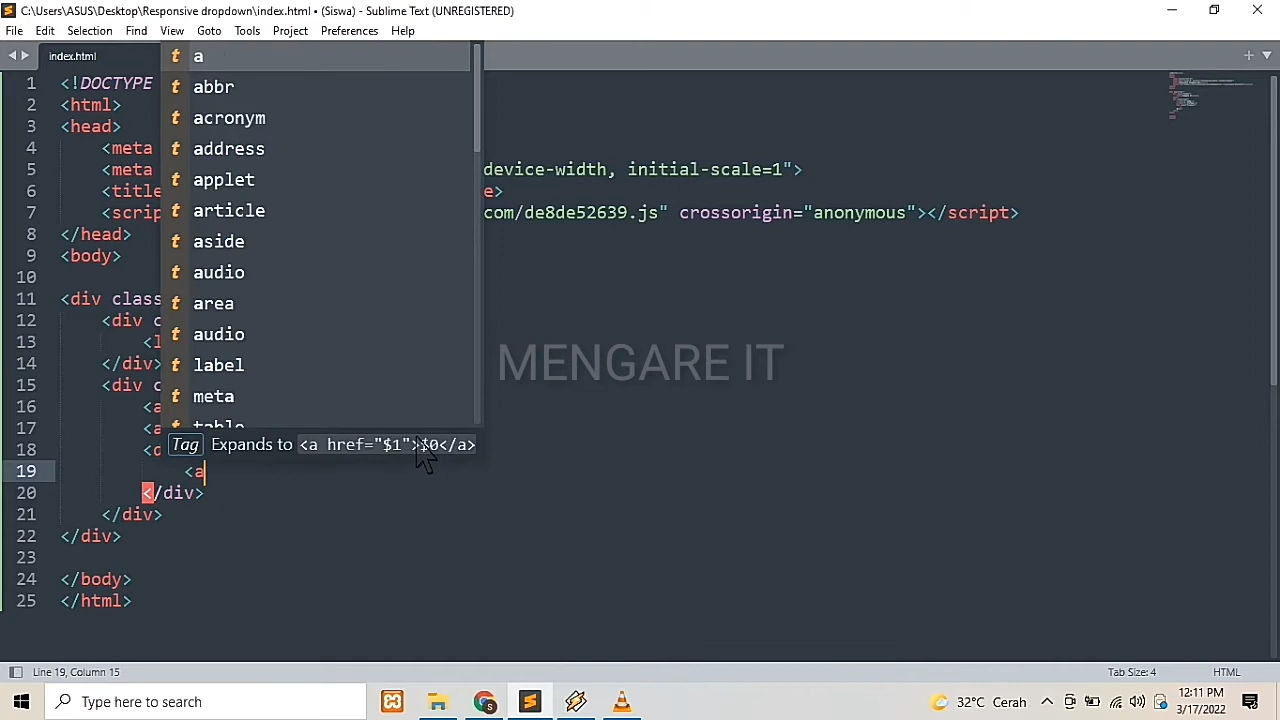 C:\Users\ASUS\Desktop\Responsive dropdown\index.html • (Siswa) - Sublime Text (UNREGISTERED)
File Edit Selection Find View Goto Tools Project Preferences Help
index.html
a
abbr
acronym
address
applet
article
aside
audio
area
audio
label
meta
table
Tag Expands to <a href="$1">$0</a>
1 <!DOCTYPE
2 <html>
3 <head>
4 <meta
5 <meta device-width, initial-scale=1">
6 <title e>
7 <scrip com/de8de52639.js" crossorigin="anonymous"></script>
8 </head>
9 <body>
10
11 <div class
12 <div c
13 <l
14 </div>
15 <div c
16 <a
17 <a
18 <d
19 <a
20 </div>
21 </div>
22 </div>
23
24 </body>
25 </html>
MENGARE IT
Line 19, Column 15
Tab Size: 4
HTML
Type here to search
32°C Cerah
12:11 PM
3/17/2022